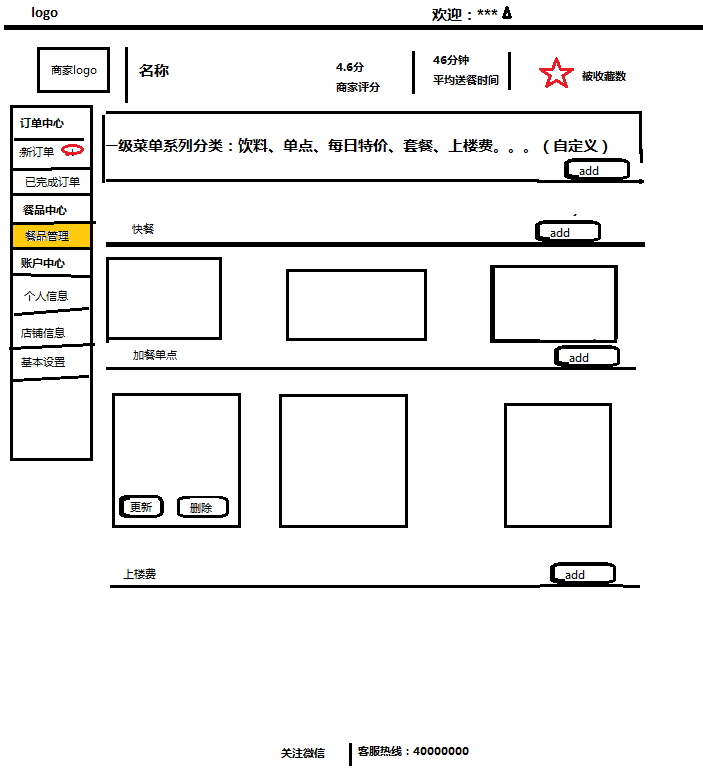 logo
欢迎：***
商家logo
名称
4.6分
商家评分
46分钟
平均送餐时间
被收藏数
订单中心
新订单
已完成订单
餐品中心
餐品管理
账户中心
个人信息
店铺信息
基本设置
一级菜单系列分类：饮料、单点、每日特价、套餐、上楼费。。。（自定义）
add
快餐
add
加餐单点
add
更新
删除
上楼费
add
关注微信
客服热线：40000000